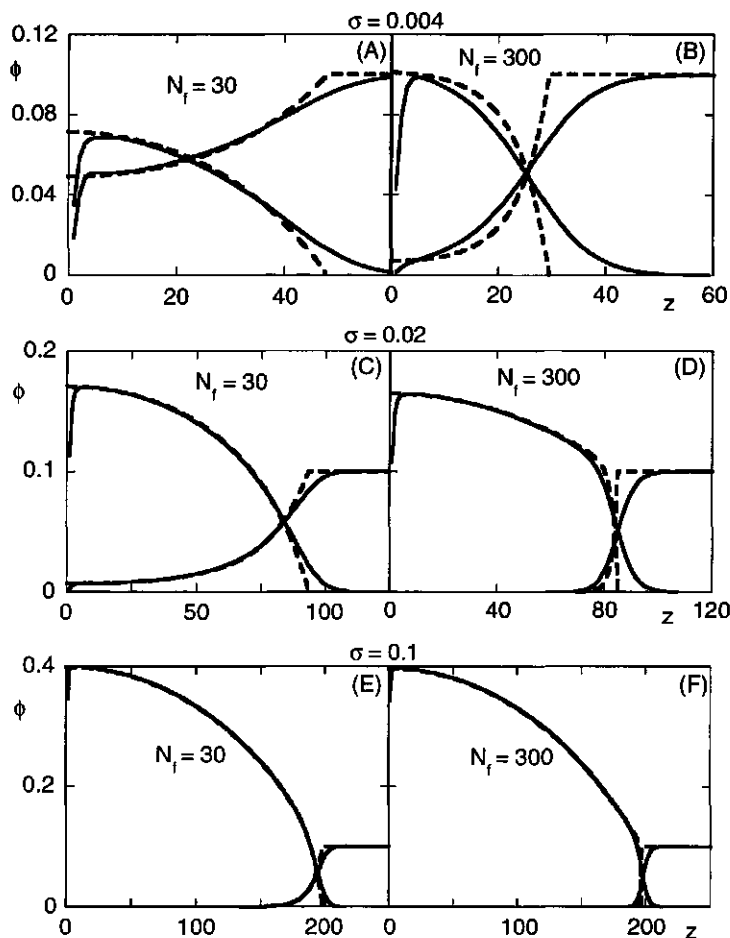 σ = 0.004
0.12
ϕ
0.08
0.04
0
N_f = 30
(A)
N_f = 300
(B)
0 20 40 0 20 40 z 60
σ = 0.02
0.2
ϕ
0.1
0
N_f = 30
(C)
N_f = 300
(D)
0 50 100 0 40 80 z 120
σ = 0.1
0.4
ϕ
0.2
0
N_f = 30
(E)
N_f = 300
(F)
0 100 200 0 100 200 z